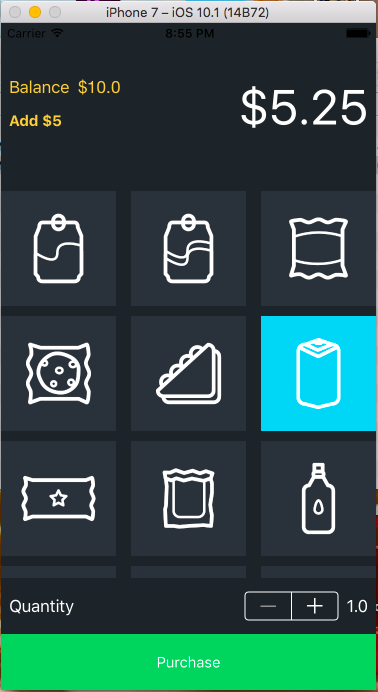 iPhone 7 – iOS 10.1 (14B72)
Carrier 8:55 PM
Balance $10.0
Add $5
$5.25
Quantity
1.0
Purchase